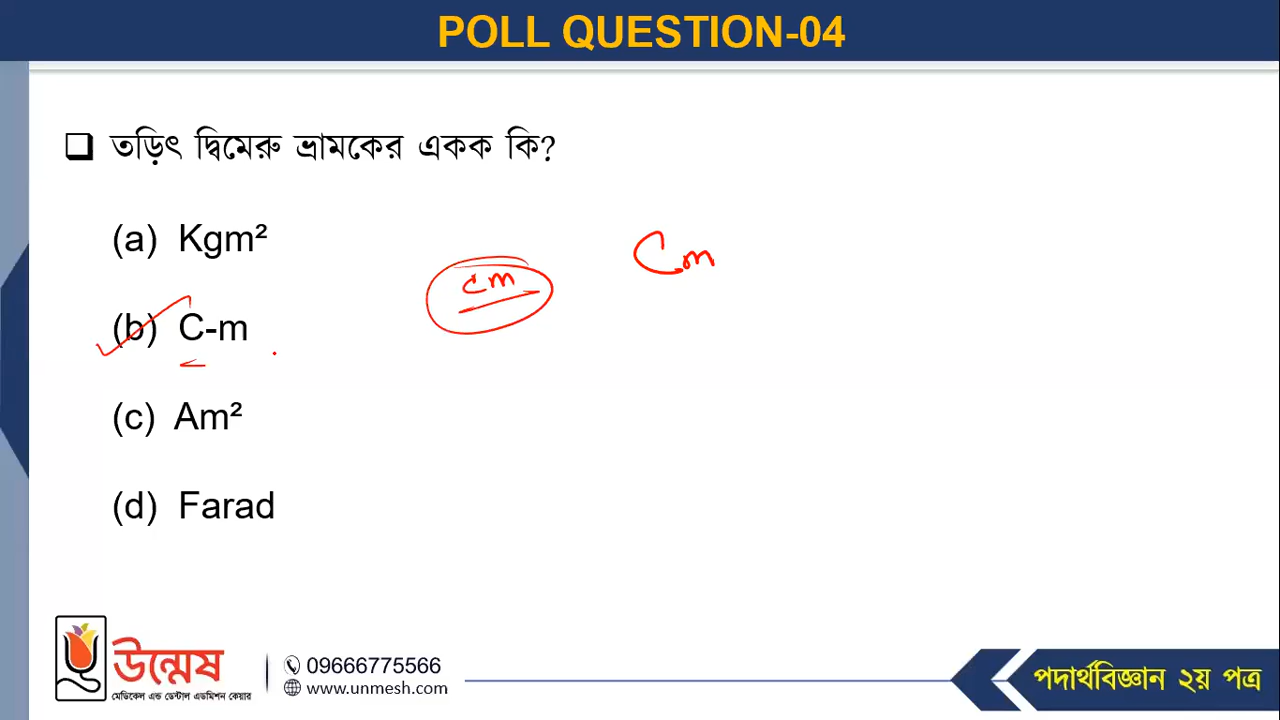 POLL QUESTION-04
❑ তড়িৎ দ্বিমেরু ভ্রামকের একক কি?
(a) Kgm²
cm
Cm
(b) C-m
(c) Am²
(d) Farad
উন্মেষ
মেডিকেল এন্ড ডেন্টাল এডমিশন কেয়ার
09666775566
www.unmesh.com
পদার্থবিজ্ঞান ২য় পত্র